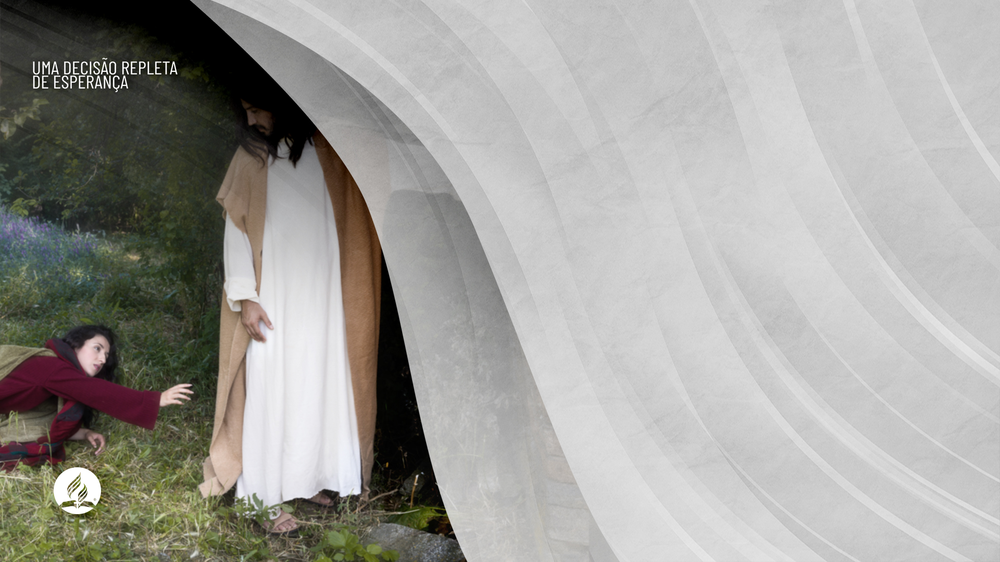 UMA DECISÃO REPLETA
DE ESPERANÇA